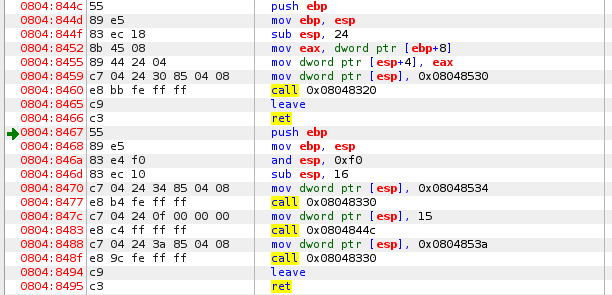 0804:844c 55 push ebp
0804:844d 89 e5 mov ebp, esp
0804:844f 83 ec 18 sub esp, 24
0804:8452 8b 45 08 mov eax, dword ptr [ebp+8]
0804:8455 89 44 24 04 mov dword ptr [esp+4], eax
0804:8459 c7 04 24 30 85 04 08 mov dword ptr [esp], 0x08048530
0804:8460 e8 bb fe ff ff call 0x08048320
0804:8465 c9 leave
0804:8466 c3 ret
0804:8467 55 push ebp
0804:8468 89 e5 mov ebp, esp
0804:846a 83 e4 f0 and esp, 0xf0
0804:846d 83 ec 10 sub esp, 16
0804:8470 c7 04 24 34 85 04 08 mov dword ptr [esp], 0x08048534
0804:8477 e8 b4 fe ff ff call 0x08048330
0804:847c c7 04 24 0f 00 00 00 mov dword ptr [esp], 15
0804:8483 e8 c4 ff ff ff call 0x0804844c
0804:8488 c7 04 24 3a 85 04 08 mov dword ptr [esp], 0x0804853a
0804:848f e8 9c fe ff ff call 0x08048330
0804:8494 c9 leave
0804:8495 c3 ret